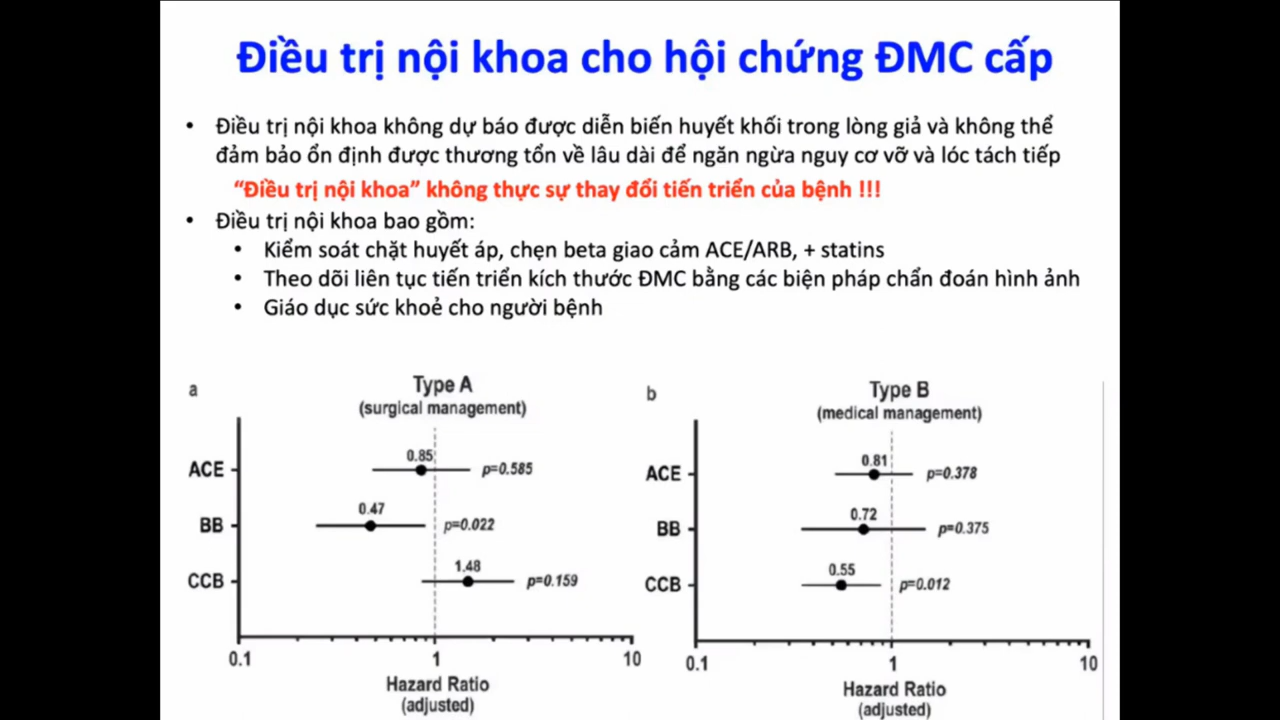 Điều trị nội khoa cho hội chứng ĐMC cấp
• Điều trị nội khoa không dự báo được diễn biến huyết khối trong lòng giả và không thể
đảm bảo ổn định được thương tổn về lâu dài để ngăn ngừa nguy cơ vỡ và lóc tách tiếp
“Điều trị nội khoa” không thực sự thay đổi tiến triển của bệnh !!!
• Điều trị nội khoa bao gồm:
• Kiểm soát chặt huyết áp, chẹn beta giao cảm ACE/ARB, + statins
• Theo dõi liên tục tiến triển kích thước ĐMC bằng các biện pháp chẩn đoán hình ảnh
• Giáo dục sức khoẻ cho người bệnh
a
Type A
(surgical management)
ACE
0.85
p=0.585
BB
0.47
p=0.022
CCB
1.48
p=0.159
0.1
1
10
Hazard Ratio
(adjusted)
b
Type B
(medical management)
ACE
0.81
p=0.378
BB
0.72
p=0.375
CCB
0.55
p=0.012
0.1
1
10
Hazard Ratio
(adjusted)